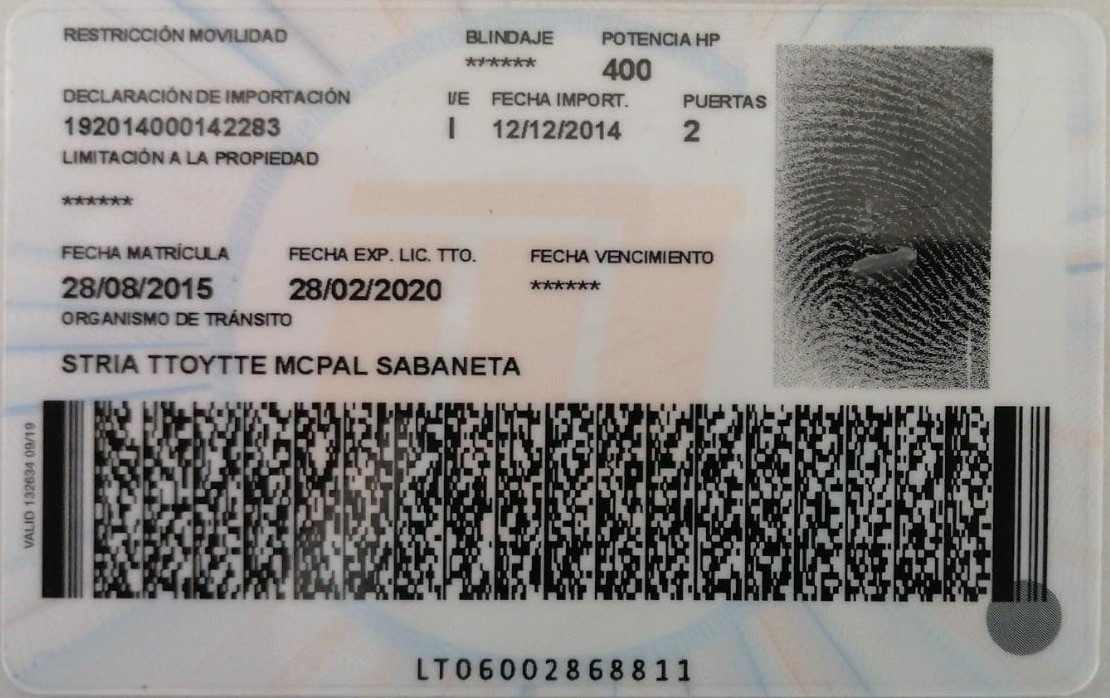 RESTRICCIÓN MOVILIDAD BLINDAJE POTENCIA HP
****** 400
DECLARACIÓN DE IMPORTACIÓN I/E FECHA IMPORT. PUERTAS
192014000142283 I 12/12/2014 2
LIMITACIÓN A LA PROPIEDAD
******
FECHA MATRÍCULA FECHA EXP. LIC. TTO. FECHA VENCIMIENTO
28/08/2015 28/02/2020 ******
ORGANISMO DE TRÁNSITO
STRIA TTOYTTE MCPAL SABANETA
VALID 132634 09/19
LT06002868811